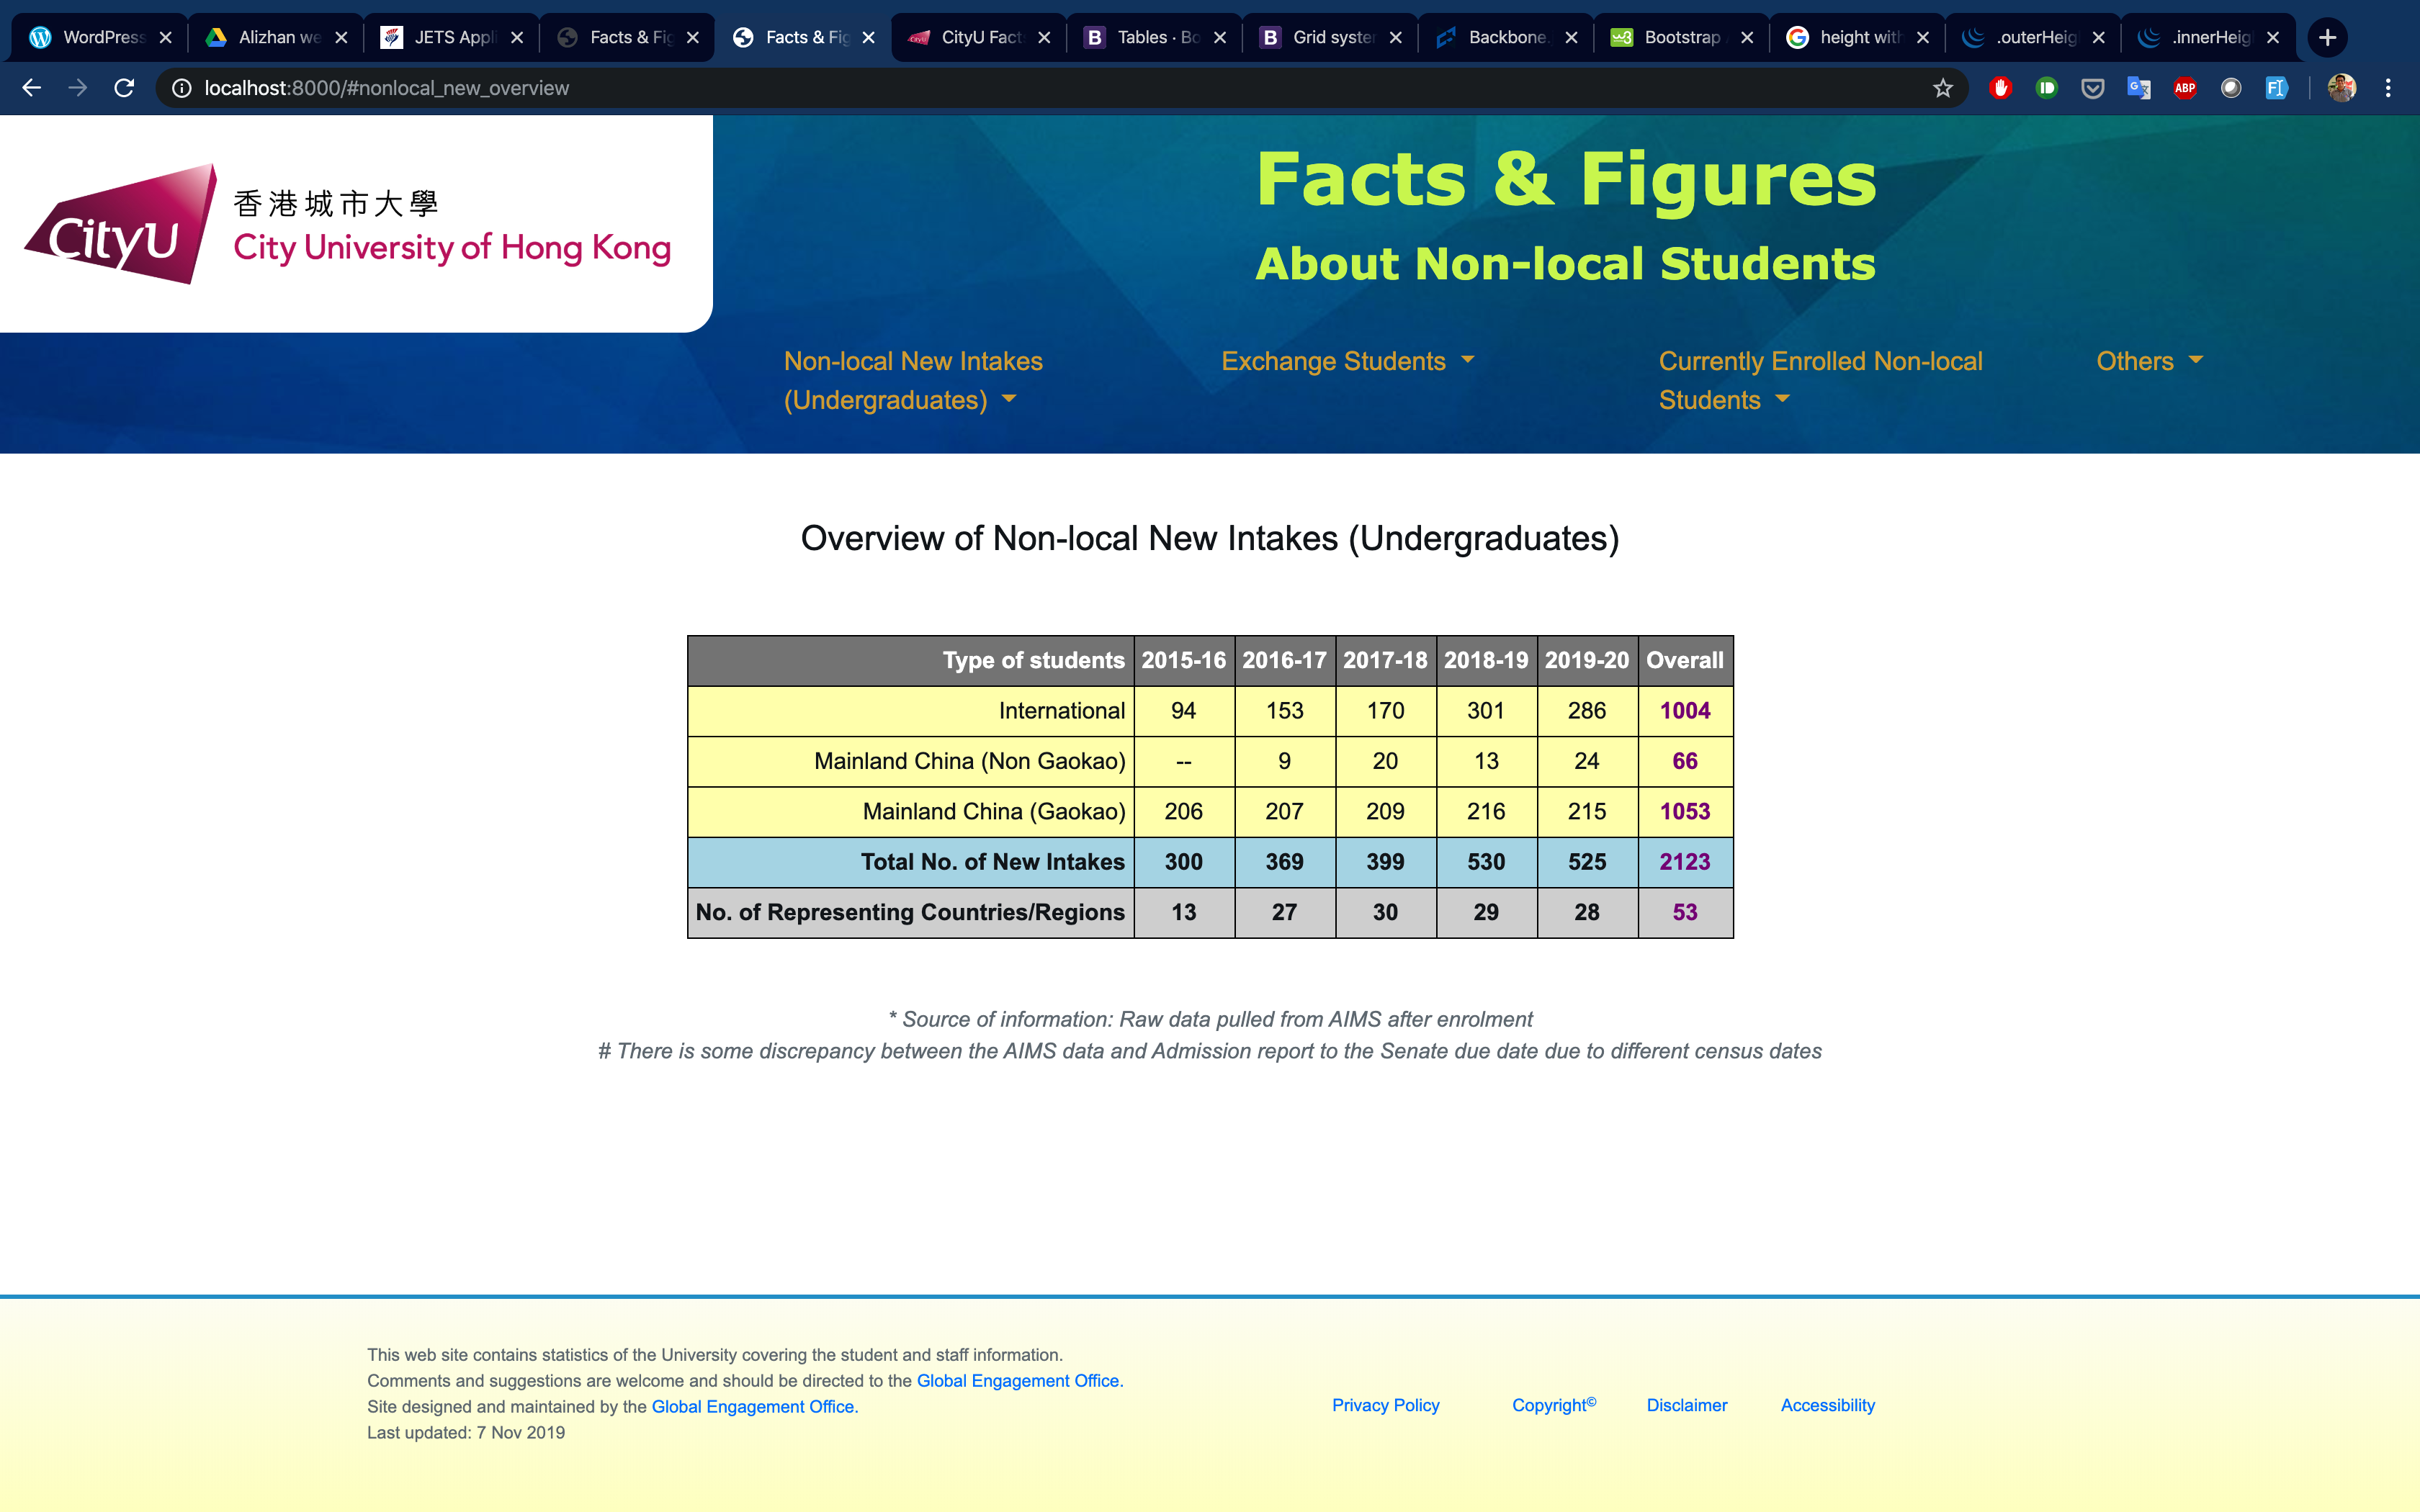 WordPress
Alizhan we
JETS Appli
Facts & Fig
Facts & Fig
CityU Fact
Tables · Bo
Grid syster
Backbone.
Bootstrap
height with
.outerHeig
.innerHeig
localhost:8000/#nonlocal_new_overview
ABP
CityU
香港城市大學
City University of Hong Kong
Facts & Figures
About Non-local Students
Non-local New Intakes
(Undergraduates)
Exchange Students
Currently Enrolled Non-local
Students
Others
Overview of Non-local New Intakes (Undergraduates)
Type of students 2015-16 2016-17 2017-18 2018-19 2019-20 Overall
International 94 153 170 301 286 1004
Mainland China (Non Gaokao) -- 9 20 13 24 66
Mainland China (Gaokao) 206 207 209 216 215 1053
Total No. of New Intakes 300 369 399 530 525 2123
No. of Representing Countries/Regions 13 27 30 29 28 53
* Source of information: Raw data pulled from AIMS after enrolment
# There is some discrepancy between the AIMS data and Admission report to the Senate due date due to different census dates
This web site contains statistics of the University covering the student and staff information.
Comments and suggestions are welcome and should be directed to the Global Engagement Office.
Site designed and maintained by the Global Engagement Office.
Last updated: 7 Nov 2019
Privacy Policy
Copyright©
Disclaimer
Accessibility